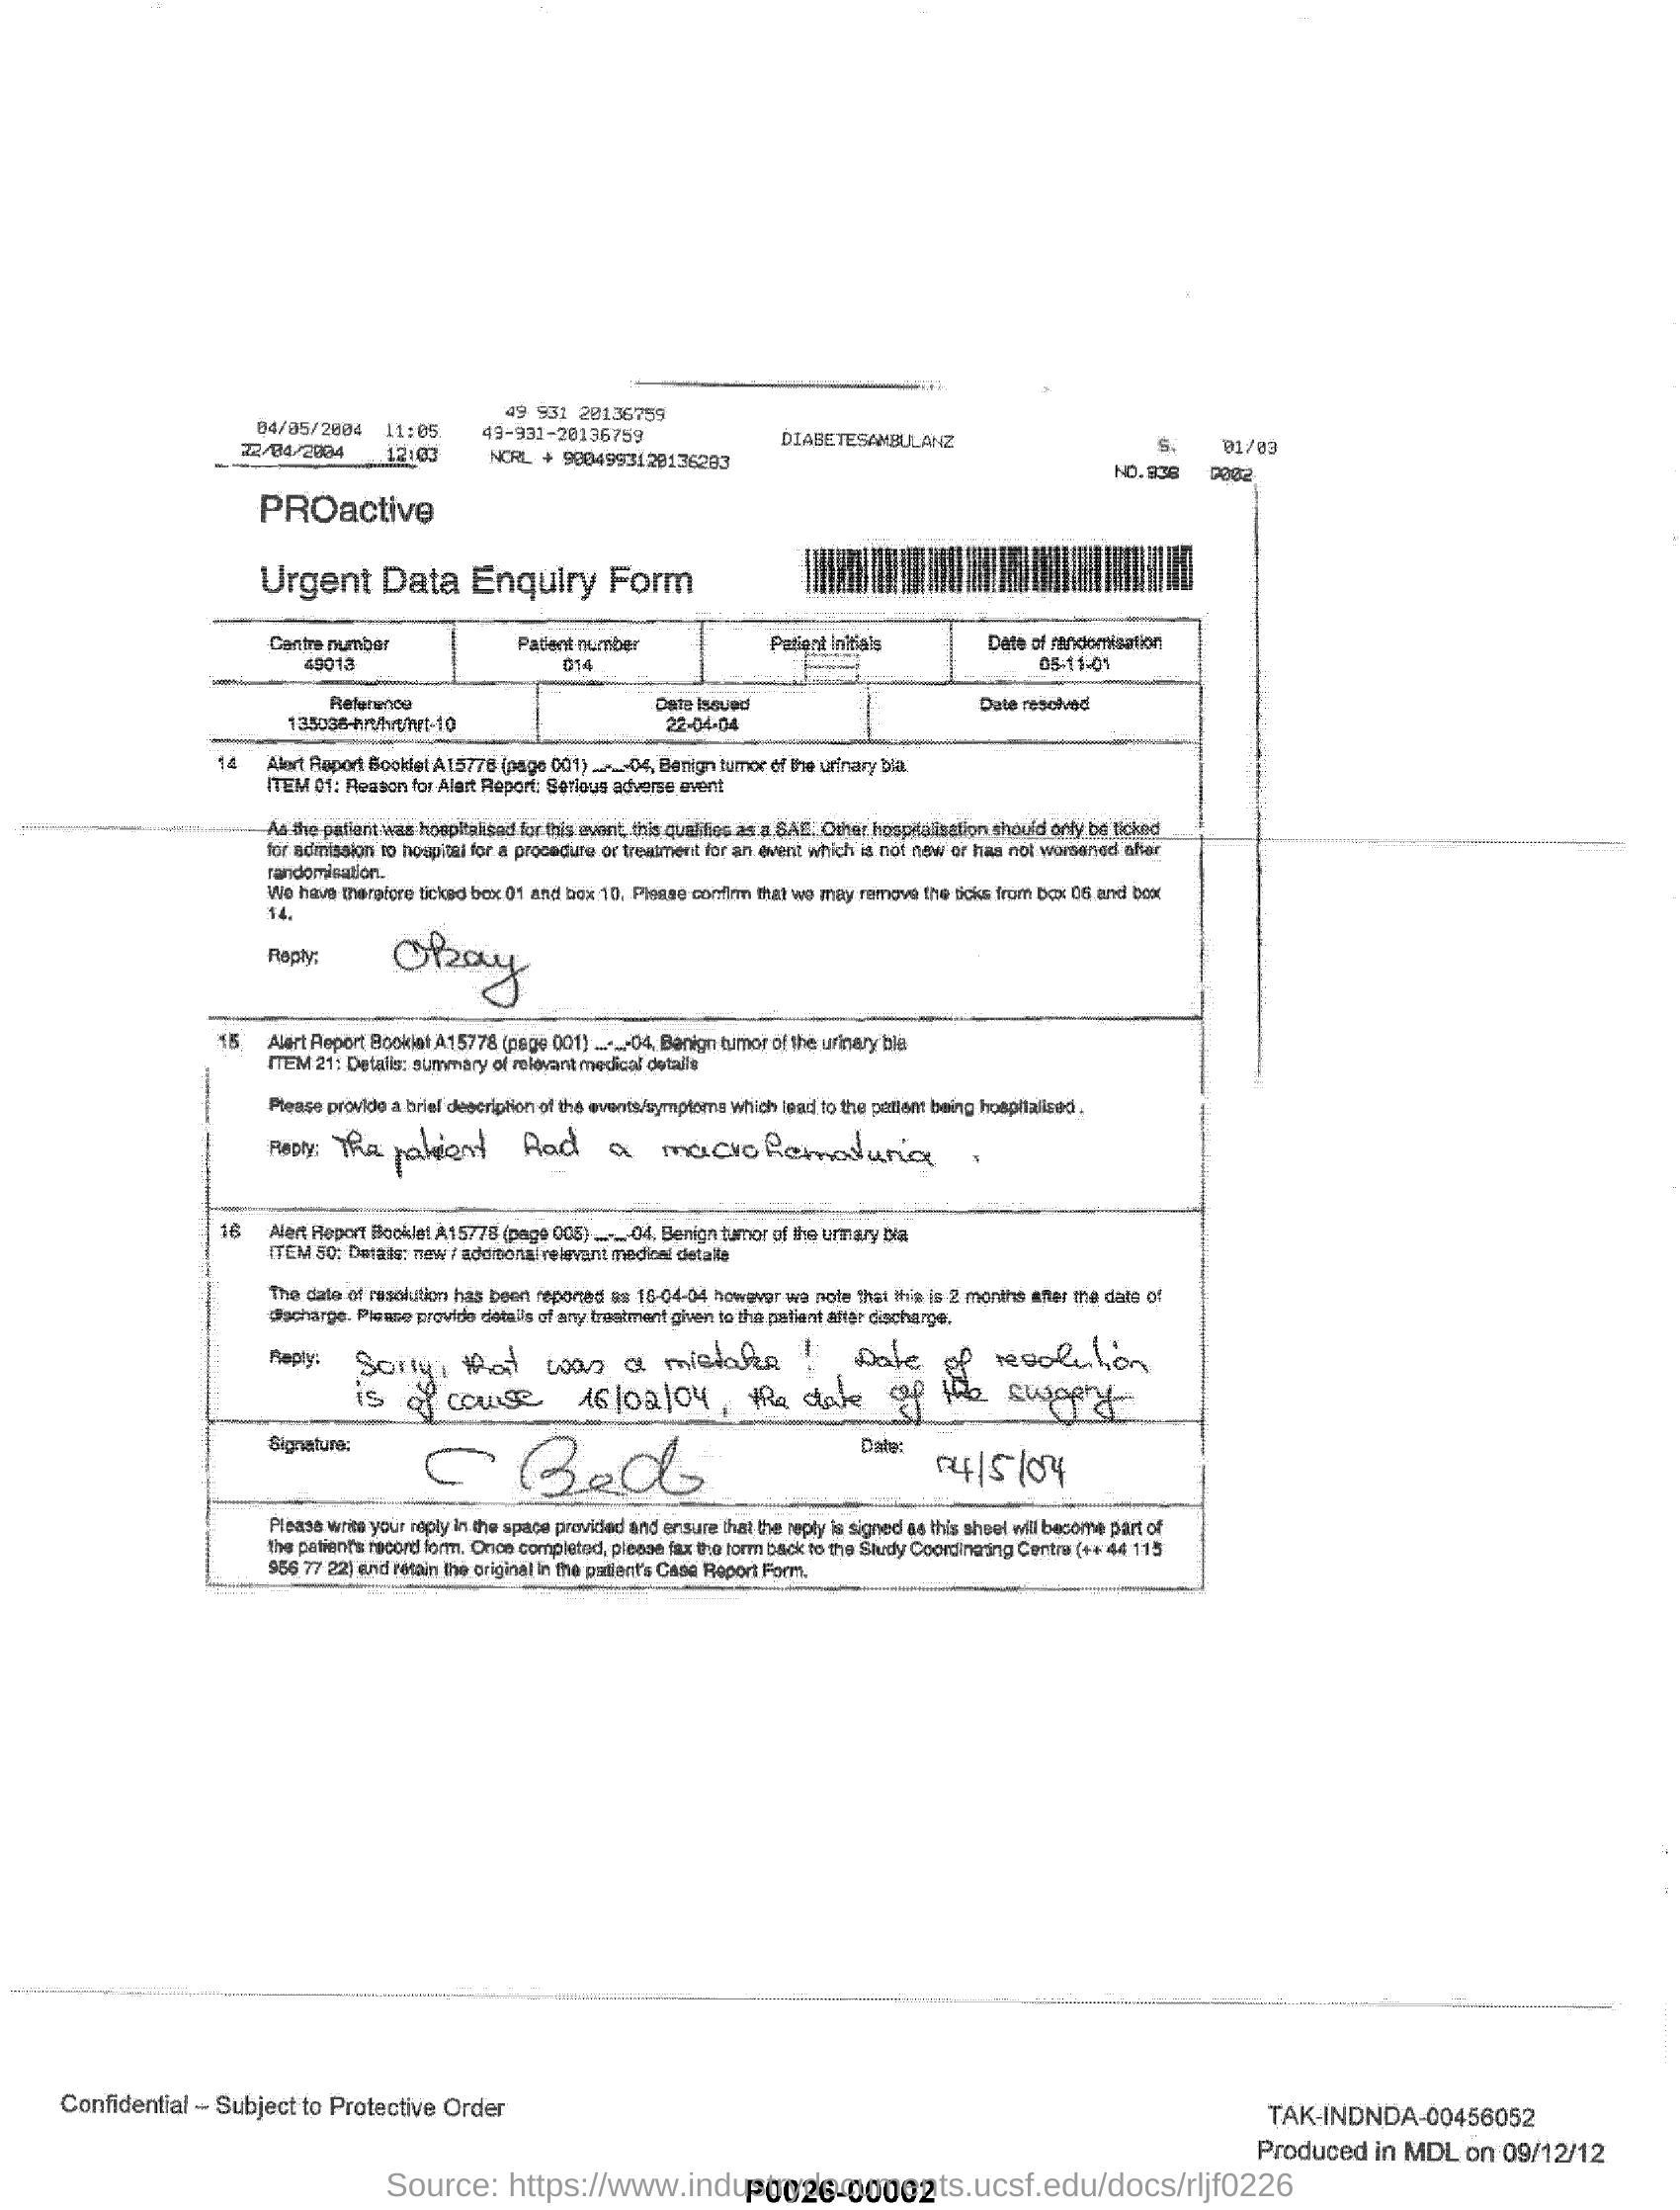 49 931 20136759
04/05/2004 11:05 49-931-20136759 DIABETESAMBULANZ S. 01/03
22/04/2004 12:03 NCRL + 9004993120136283 NO.936 D002
PROactive
Urgent Data Enquiry Form
Centre number Patient number Patient initials Date of randomisation
49013 014 05-11-01
Reference Date issued Date resolved
135036-hrt/hrt/hrt-10 22-04-04
14 Alert Report Booklet A15778 (page 001) __-__-04, Benign tumor of the urinary bla
ITEM 01: Reason for Alert Report: Serious adverse event
As the patient was hospitalised for this event, this qualifies as a SAE. Other hospitalisation should only be ticked
for admission to hospital for a procedure or treatment for an event which is not new or has not worsened after
randomisation.
We have therefore ticked box 01 and box 10. Please confirm that we may remove the ticks from box 06 and box
14.
Reply: Okay
15 Alert Report Booklet A15778 (page 001) __-__-04, Benign tumor of the urinary bla
ITEM 21: Details: summary of relevant medical details
Please provide a brief description of the events/symptoms which lead to the patient being hospitalised.
Reply: The patient had a macrohematuria.
16 Alert Report Booklet A15778 (page 005) __-__-04, Benign tumor of the urinary bla
ITEM 50: Details: new / additional relevant medical details
The date of resolution has been reported as 16-04-04 however we note that this is 2 months after the date of
discharge. Please provide details of any treatment given to the patient after discharge.
Reply: Sorry, that was a mistake! Date of resolution
is of couse 16/02/04, the date of the sugery
Signature: Date: 04/5/04
Please write your reply in the space provided and ensure that the reply is signed as this sheet will become part of
the patient's record form. Once completed, please fax the form back to the Study Coordinating Centre (++ 44 115
956 77 22) and retain the original in the patient's Case Report Form.
Confidential – Subject to Protective Order
TAK-INDNDA-00456052
Produced in MDL on 09/12/12
Source: https://www.industrydocuments.ucsf.edu/docs/rljf0226
P0026-00002